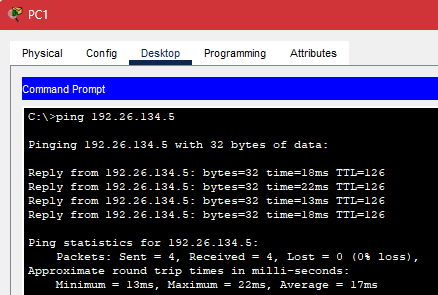 PC1
Physical Config Desktop Programming Attributes
Command Prompt
C:\>ping 192.26.134.5
Pinging 192.26.134.5 with 32 bytes of data:
Reply from 192.26.134.5: bytes=32 time=18ms TTL=126
Reply from 192.26.134.5: bytes=32 time=22ms TTL=126
Reply from 192.26.134.5: bytes=32 time=13ms TTL=126
Reply from 192.26.134.5: bytes=32 time=18ms TTL=126
Ping statistics for 192.26.134.5:
Packets: Sent = 4, Received = 4, Lost = 0 (0% loss),
Approximate round trip times in milli-seconds:
Minimum = 13ms, Maximum = 22ms, Average = 17ms